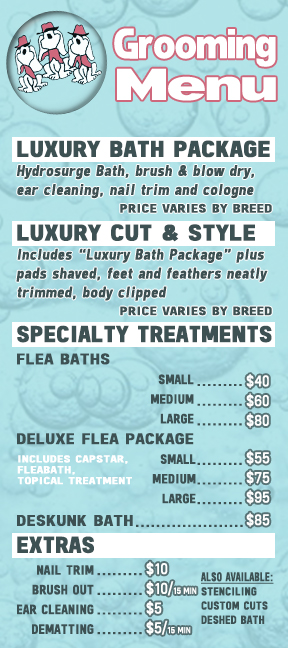 Grooming
Menu
LUXURY BATH PACKAGE
Hydrosurge Bath, brush & blow dry,
ear cleaning, nail trim and cologne
PRICE VARIES BY BREED
LUXURY CUT & STYLE
Includes “Luxury Bath Package” plus
pads shaved, feet and feathers neatly
trimmed, body clipped
PRICE VARIES BY BREED
SPECIALTY TREATMENTS
FLEA BATHS
SMALL.........$40
MEDIUM.........$60
LARGE.........$80
DELUXE FLEA PACKAGE
INCLUDES CAPSTAR,
FLEABATH,
TOPICAL TREATMENT
SMALL.........$55
MEDIUM.........$75
LARGE.........$95
DESKUNK BATH.....................$85
EXTRAS
NAIL TRIM.........$10
BRUSH OUT.........$10/15 MIN
EAR CLEANING.........$5
DEMATTING.........$5/15 MIN
ALSO AVAILABLE:
STENCILING
CUSTOM CUTS
DESHED BATH